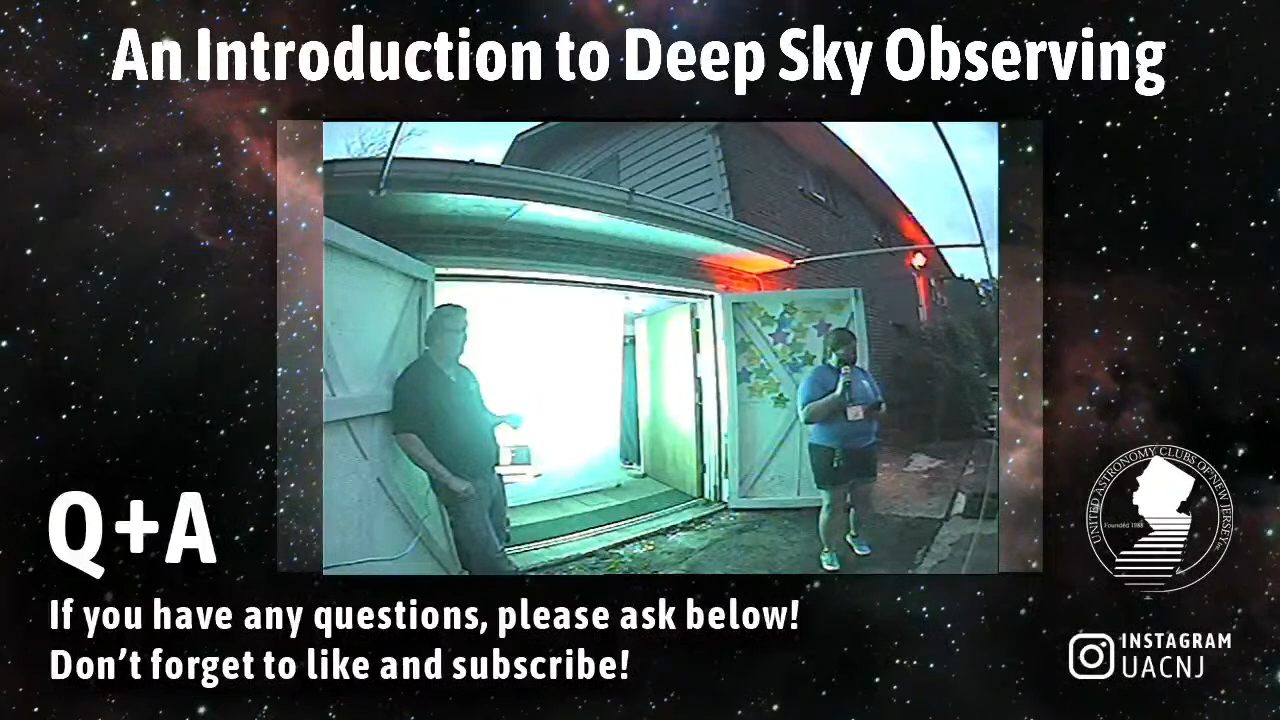 An Introduction to Deep Sky Observing
Q+A
If you have any questions, please ask below!
Don't forget to like and subscribe!
UNITED ASTRONOMY CLUBS OF NEW JERSEY, Inc.
Founded 1988
INSTAGRAM
UACNJ